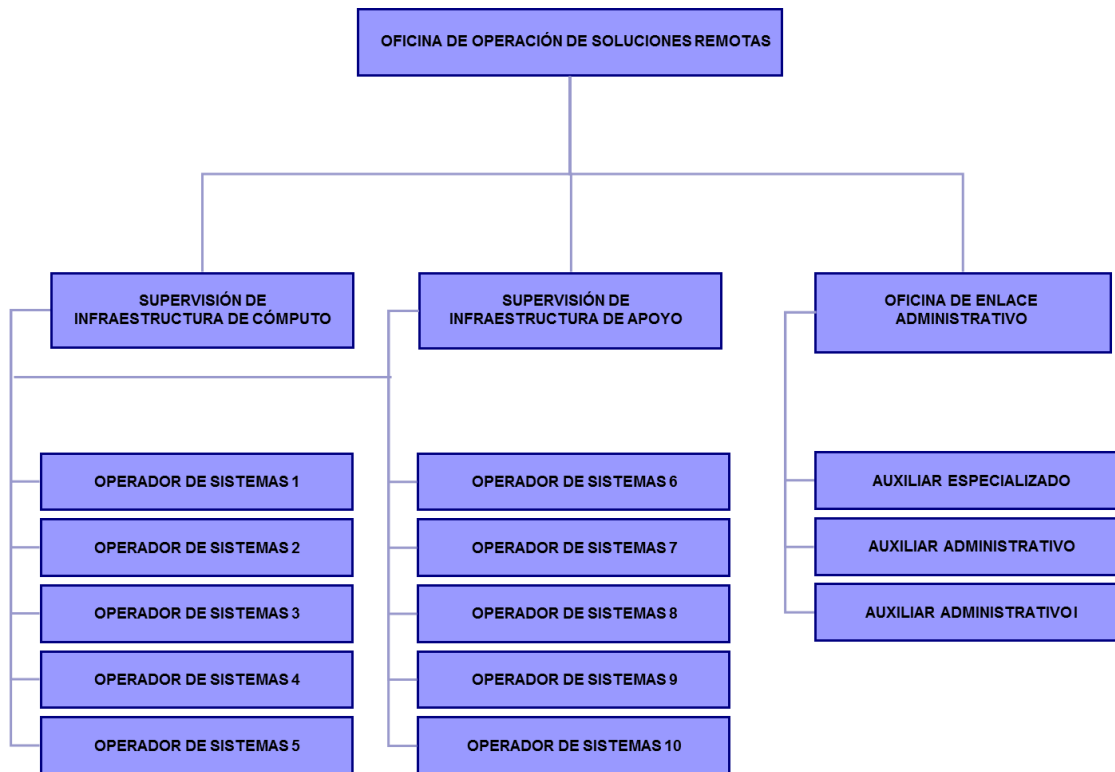 OFICINA DE OPERACIÓN DE SOLUCIONES REMOTAS
SUPERVISIÓN DE
INFRAESTRUCTURA DE CÓMPUTO
SUPERVISIÓN DE
INFRAESTRUCTURA DE APOYO
OFICINA DE ENLACE
ADMINISTRATIVO
OPERADOR DE SISTEMAS 1
OPERADOR DE SISTEMAS 2
OPERADOR DE SISTEMAS 3
OPERADOR DE SISTEMAS 4
OPERADOR DE SISTEMAS 5
OPERADOR DE SISTEMAS 6
OPERADOR DE SISTEMAS 7
OPERADOR DE SISTEMAS 8
OPERADOR DE SISTEMAS 9
OPERADOR DE SISTEMAS 10
AUXILIAR ESPECIALIZADO
AUXILIAR ADMINISTRATIVO
AUXILIAR ADMINISTRATIVO I